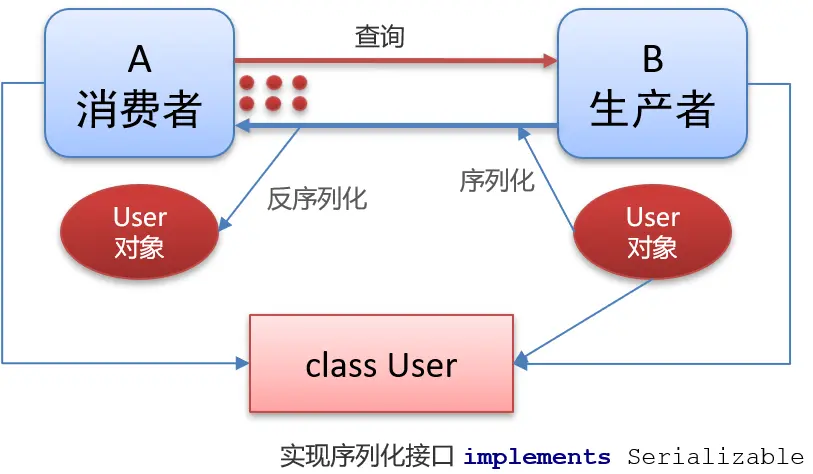 查询
A
消费者
B
生产者
反序列化
序列化
User
对象
User
对象
class User
实现序列化接口 implements Serializable